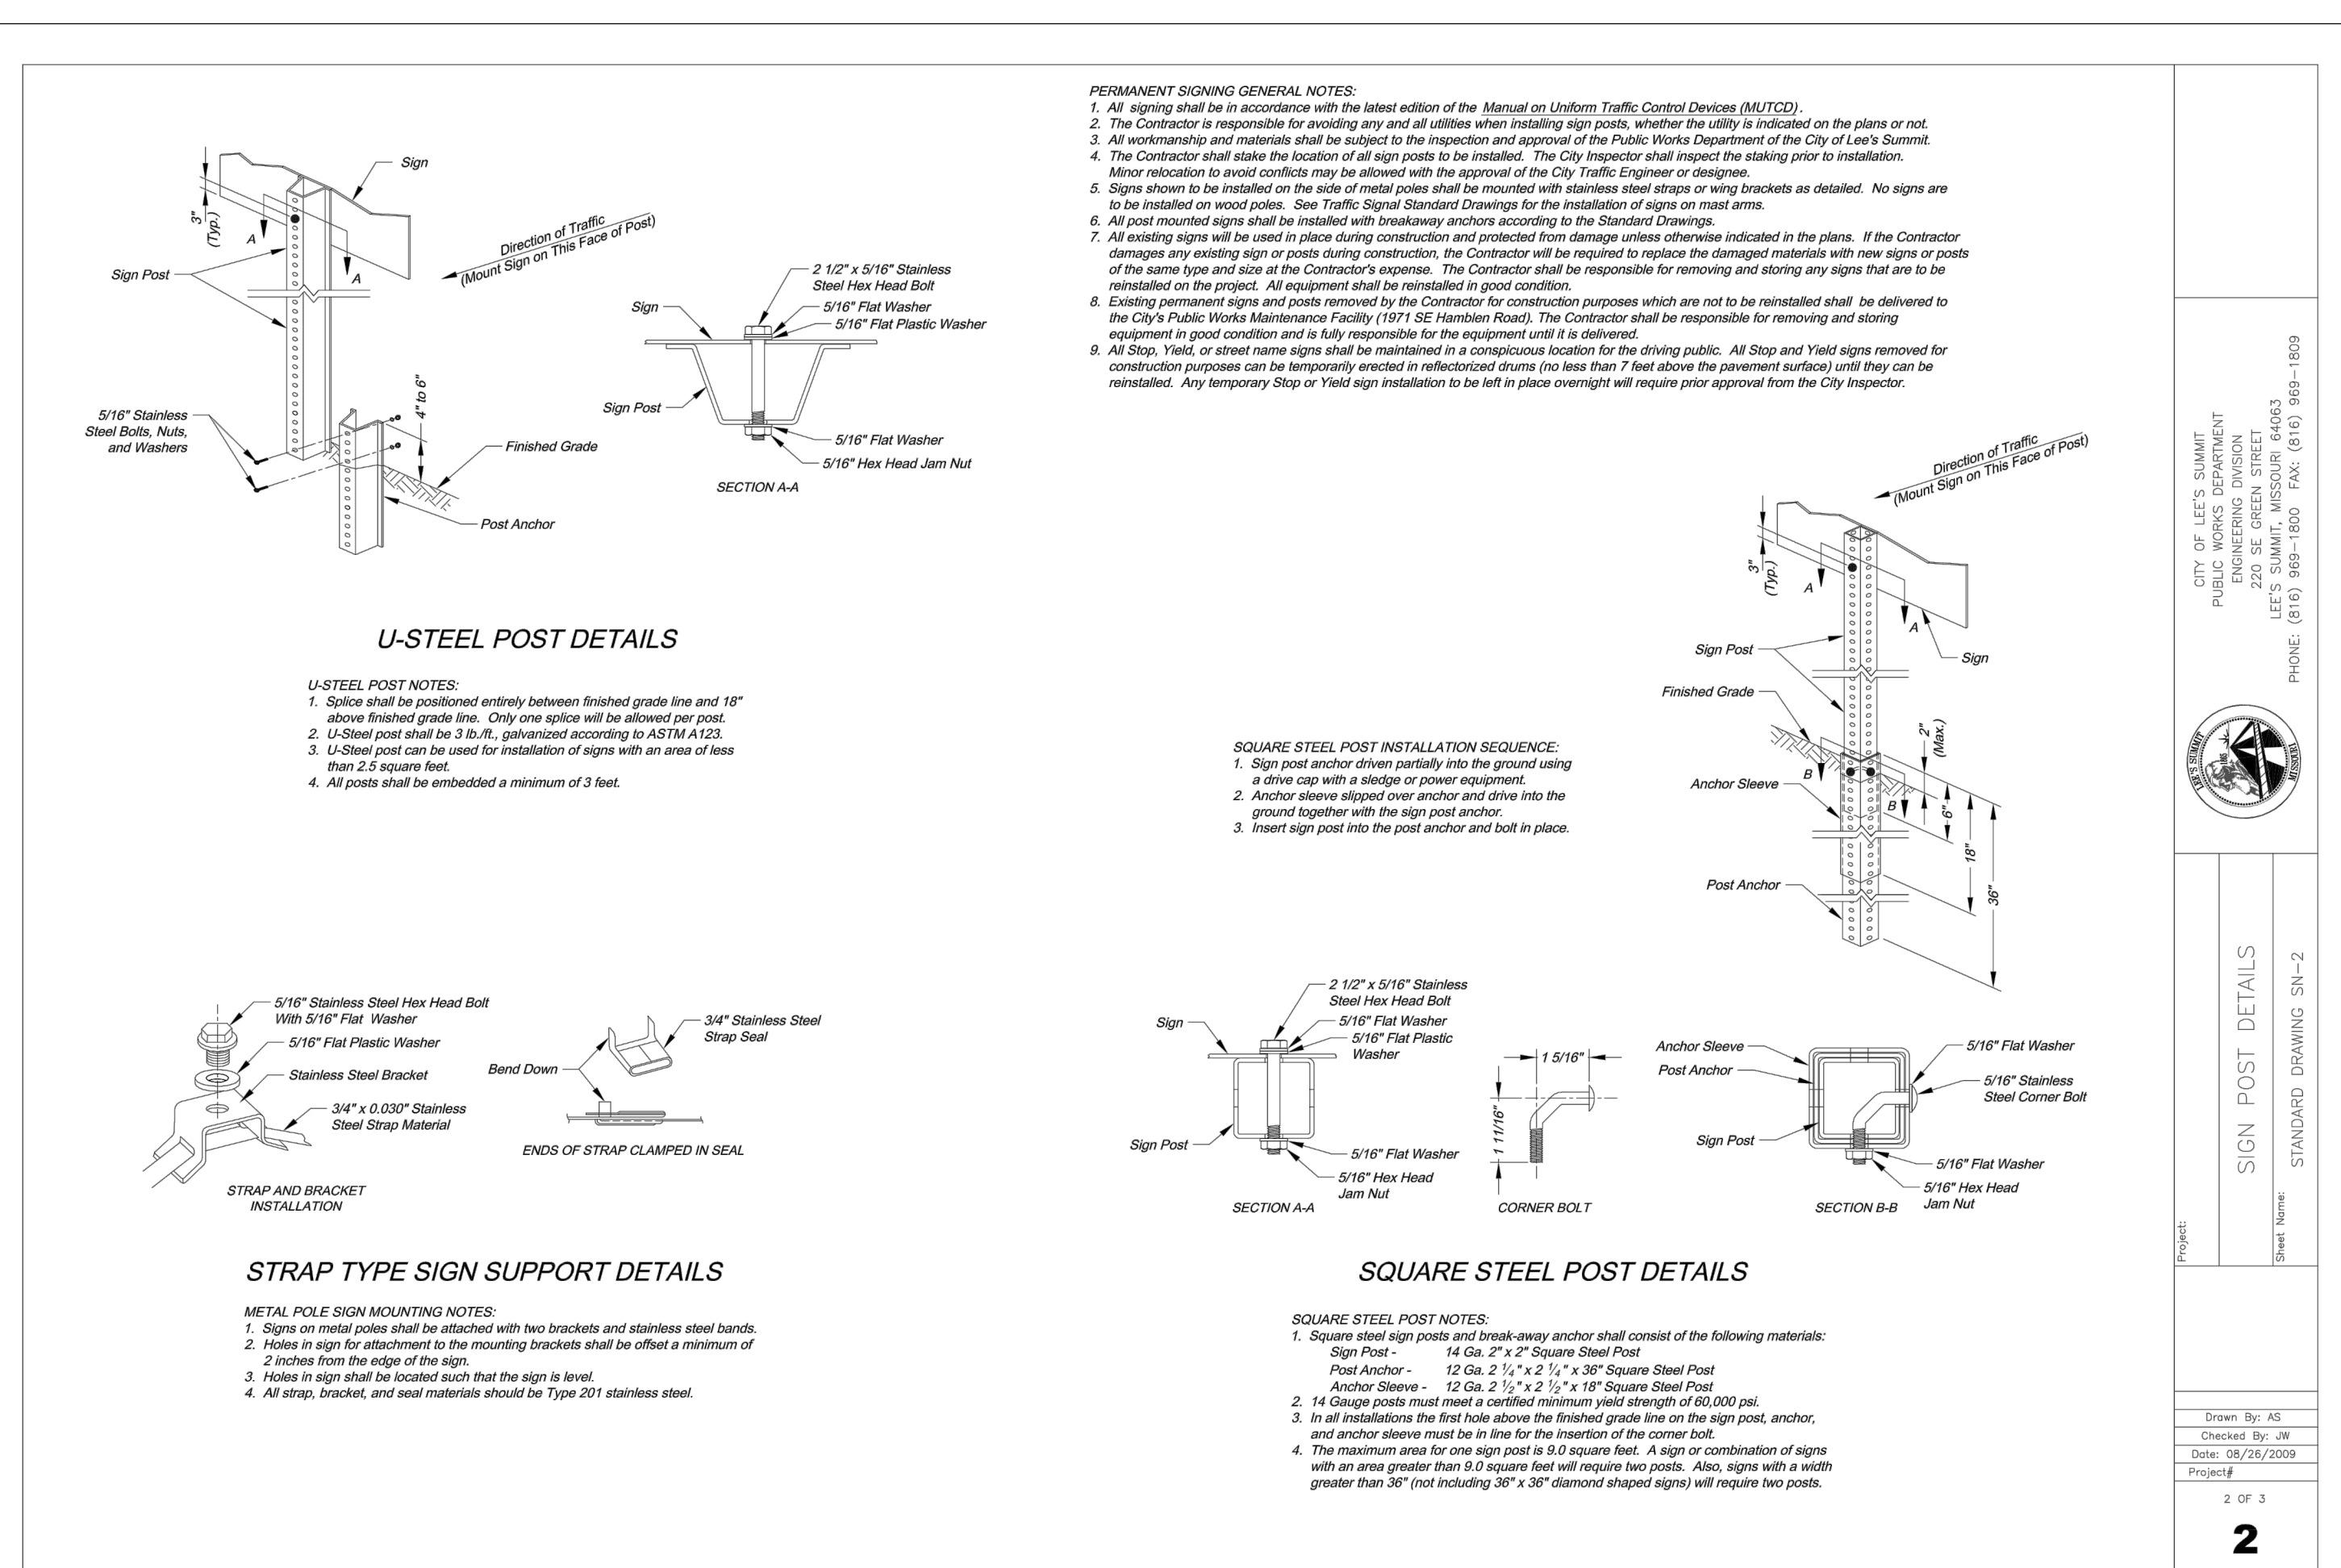 Sign
3"
(Typ.)
A
A
Sign Post
Direction of Traffic
(Mount Sign on This Face of Post)
5/16" Stainless
Steel Bolts, Nuts,
and Washers
4" to 6"
Finished Grade
Post Anchor
2 1/2" x 5/16" Stainless
Steel Hex Head Bolt
5/16" Flat Washer
5/16" Flat Plastic Washer
Sign
Sign Post
5/16" Flat Washer
5/16" Hex Head Jam Nut
SECTION A-A
U-STEEL POST DETAILS
U-STEEL POST NOTES:
1. Splice shall be positioned entirely between finished grade line and 18"
above finished grade line. Only one splice will be allowed per post.
2. U-Steel post shall be 3 lb./ft., galvanized according to ASTM A123.
3. U-Steel post can be used for installation of signs with an area of less
than 2.5 square feet.
4. All posts shall be embedded a minimum of 3 feet.
PERMANENT SIGNING GENERAL NOTES:
1. All signing shall be in accordance with the latest edition of the Manual on Uniform Traffic Control Devices (MUTCD).
2. The Contractor is responsible for avoiding any and all utilities when installing sign posts, whether the utility is indicated on the plans or not.
3. All workmanship and materials shall be subject to the inspection and approval of the Public Works Department of the City of Lee's Summit.
4. The Contractor shall stake the location of all sign posts to be installed. The City Inspector shall inspect the staking prior to installation.
Minor relocation to avoid conflicts may be allowed with the approval of the City Traffic Engineer or designee.
5. Signs shown to be installed on the side of metal poles shall be mounted with stainless steel straps or wing brackets as detailed. No signs are
to be installed on wood poles. See Traffic Signal Standard Drawings for the installation of signs on mast arms.
6. All post mounted signs shall be installed with breakaway anchors according to the Standard Drawings.
7. All existing signs will be used in place during construction and protected from damage unless otherwise indicated in the plans. If the Contractor
damages any existing sign or posts during construction, the Contractor will be required to replace the damaged materials with new signs or posts
of the same type and size at the Contractor's expense. The Contractor shall be responsible for removing and storing any signs that are to be
reinstalled on the project. All equipment shall be reinstalled in good condition.
8. Existing permanent signs and posts removed by the Contractor for construction purposes which are not to be reinstalled shall be delivered to
the City's Public Works Maintenance Facility (1971 SE Hamblen Road). The Contractor shall be responsible for removing and storing
equipment in good condition and is fully responsible for the equipment until it is delivered.
9. All Stop, Yield, or street name signs shall be maintained in a conspicuous location for the driving public. All Stop and Yield signs removed for
construction purposes can be temporarily erected in reflectorized drums (no less than 7 feet above the pavement surface) until they can be
reinstalled. Any temporary Stop or Yield sign installation to be left in place overnight will require prior approval from the City Inspector.
Direction of Traffic
(Mount Sign on This Face of Post)
3"
(Typ.)
A
A
Sign Post
Sign
Finished Grade
2"
(Max.)
B
Anchor Sleeve
B
6"
18"
36"
Post Anchor
SQUARE STEEL POST INSTALLATION SEQUENCE:
1. Sign post anchor driven partially into the ground using
a drive cap with a sledge or power equipment.
2. Anchor sleeve slipped over anchor and drive into the
ground together with the sign post anchor.
3. Insert sign post into the post anchor and bolt in place.
5/16" Stainless Steel Hex Head Bolt
With 5/16" Flat Washer
5/16" Flat Plastic Washer
Stainless Steel Bracket
3/4" x 0.030" Stainless
Steel Strap Material
STRAP AND BRACKET
INSTALLATION
3/4" Stainless Steel
Strap Seal
Bend Down
ENDS OF STRAP CLAMPED IN SEAL
STRAP TYPE SIGN SUPPORT DETAILS
METAL POLE SIGN MOUNTING NOTES:
1. Signs on metal poles shall be attached with two brackets and stainless steel bands.
2. Holes in sign for attachment to the mounting brackets shall be offset a minimum of
2 inches from the edge of the sign.
3. Holes in sign shall be located such that the sign is level.
4. All strap, bracket, and seal materials should be Type 201 stainless steel.
2 1/2" x 5/16" Stainless
Steel Hex Head Bolt
Sign
5/16" Flat Washer
5/16" Flat Plastic
Washer
Sign Post
5/16" Flat Washer
5/16" Hex Head
Jam Nut
SECTION A-A
1 5/16"
1 11/16"
CORNER BOLT
Anchor Sleeve
Post Anchor
Sign Post
5/16" Flat Washer
5/16" Stainless
Steel Corner Bolt
5/16" Flat Washer
5/16" Hex Head
Jam Nut
SECTION B-B
SQUARE STEEL POST DETAILS
SQUARE STEEL POST NOTES:
1. Square steel sign posts and break-away anchor shall consist of the following materials:
Sign Post - 14 Ga. 2" x 2" Square Steel Post
Post Anchor - 12 Ga. 2 1/4" x 2 1/4" x 36" Square Steel Post
Anchor Sleeve - 12 Ga. 2 1/2" x 2 1/2" x 18" Square Steel Post
2. 14 Gauge posts must meet a certified minimum yield strength of 60,000 psi.
3. In all installations the first hole above the finished grade line on the sign post, anchor,
and anchor sleeve must be in line for the insertion of the corner bolt.
4. The maximum area for one sign post is 9.0 square feet. A sign or combination of signs
with an area greater than 9.0 square feet will require two posts. Also, signs with a width
greater than 36" (not including 36" x 36" diamond shaped signs) will require two posts.
CITY OF LEE'S SUMMIT
PUBLIC WORKS DEPARTMENT
ENGINEERING DIVISION
220 SE GREEN STREET
LEE'S SUMMIT, MISSOURI 64063
PHONE: (816) 969-1800 FAX: (816) 969-1809
LEE'S SUMMIT
1865
MISSOURI
Project:
SIGN POST DETAILS
Sheet Name:
STANDARD DRAWING SN-2
Drawn By: AS
Checked By: JW
Date: 08/26/2009
Project#
2 OF 3
2